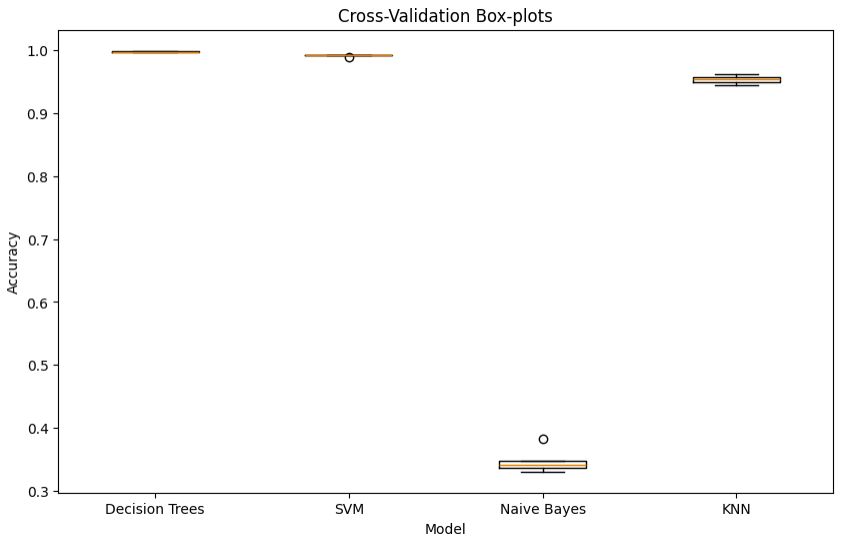 Cross-Validation Box-plots
Accuracy
1.0
0.9
0.8
0.7
0.6
0.5
0.4
0.3
Decision Trees SVM Naive Bayes KNN
Model